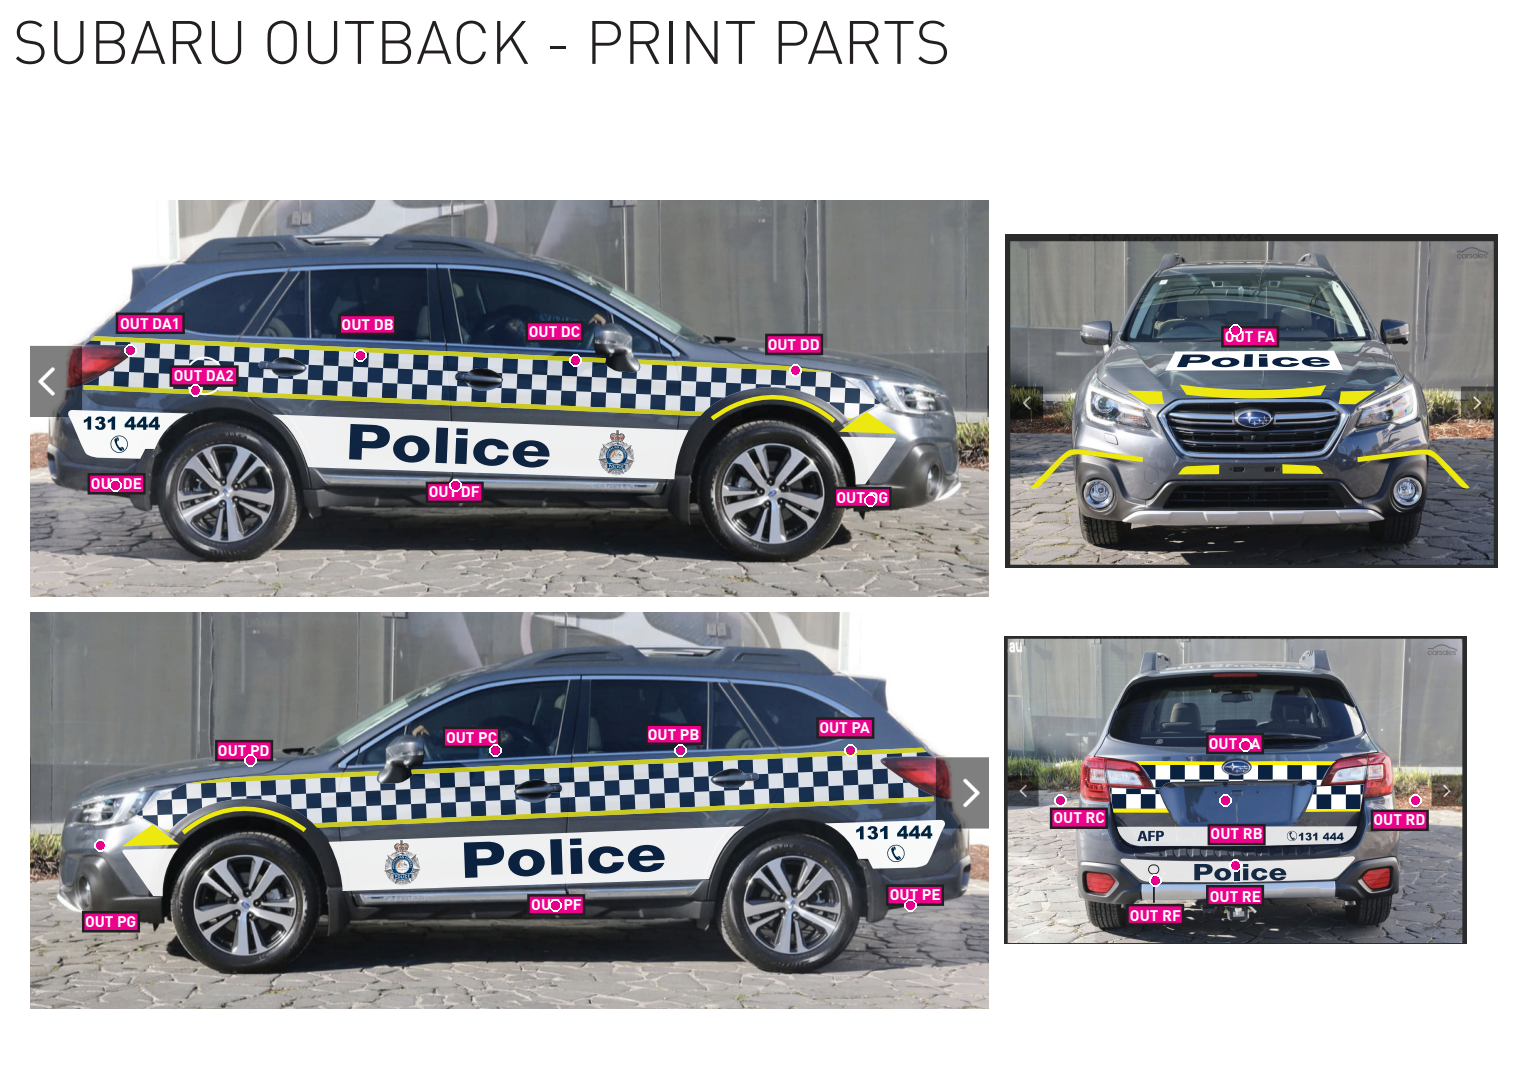 SUBARU OUTBACK - PRINT PARTS
OUT DA1
OUT DB
OUT DC
OUT DD
OUT DA2
131 444
Police
OUT DE
OUT DF
OUT DG
carsales
OUT FA
Police
OUT PD
OUT PC
OUT PB
OUT PA
131 444
Police
OUT PG
OUT PF
OUT PE
au
carsales
OUT RA
OUT RC
OUT RD
AFP
OUT RB
131 444
Police
OUT RE
OUT RF